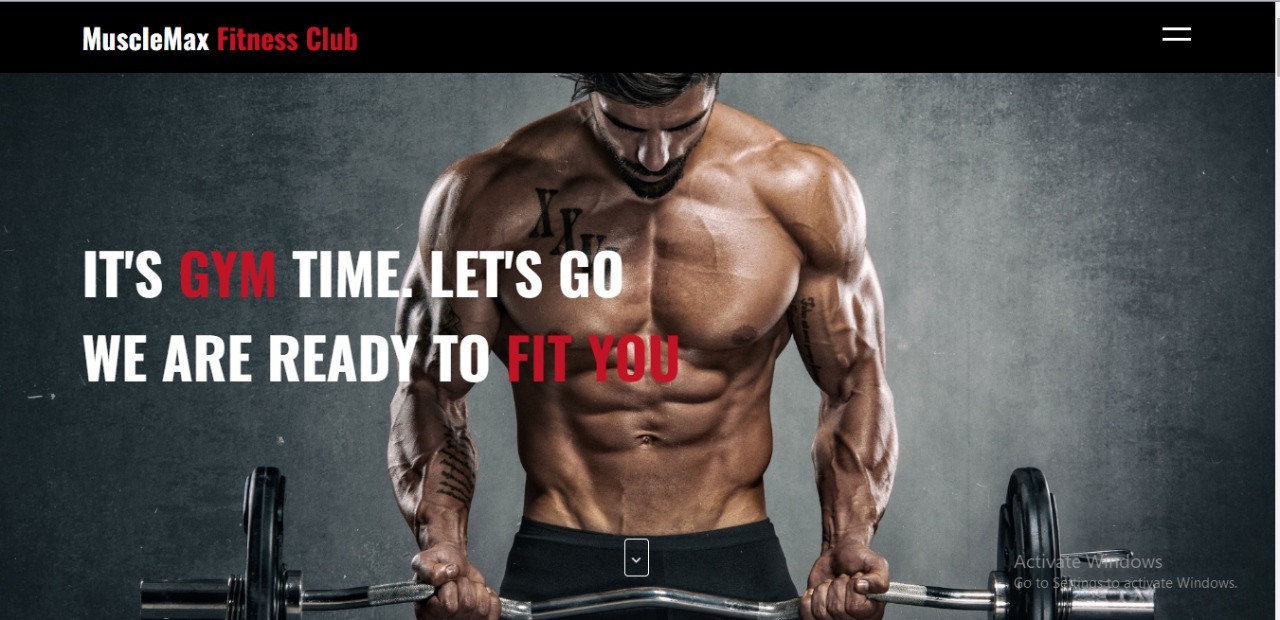 MuscleMax Fitness Club
IT'S GYM TIME. LET'S GO
WE ARE READY TO FIT YOU
Activate Windows
Go to Settings to activate Windows.